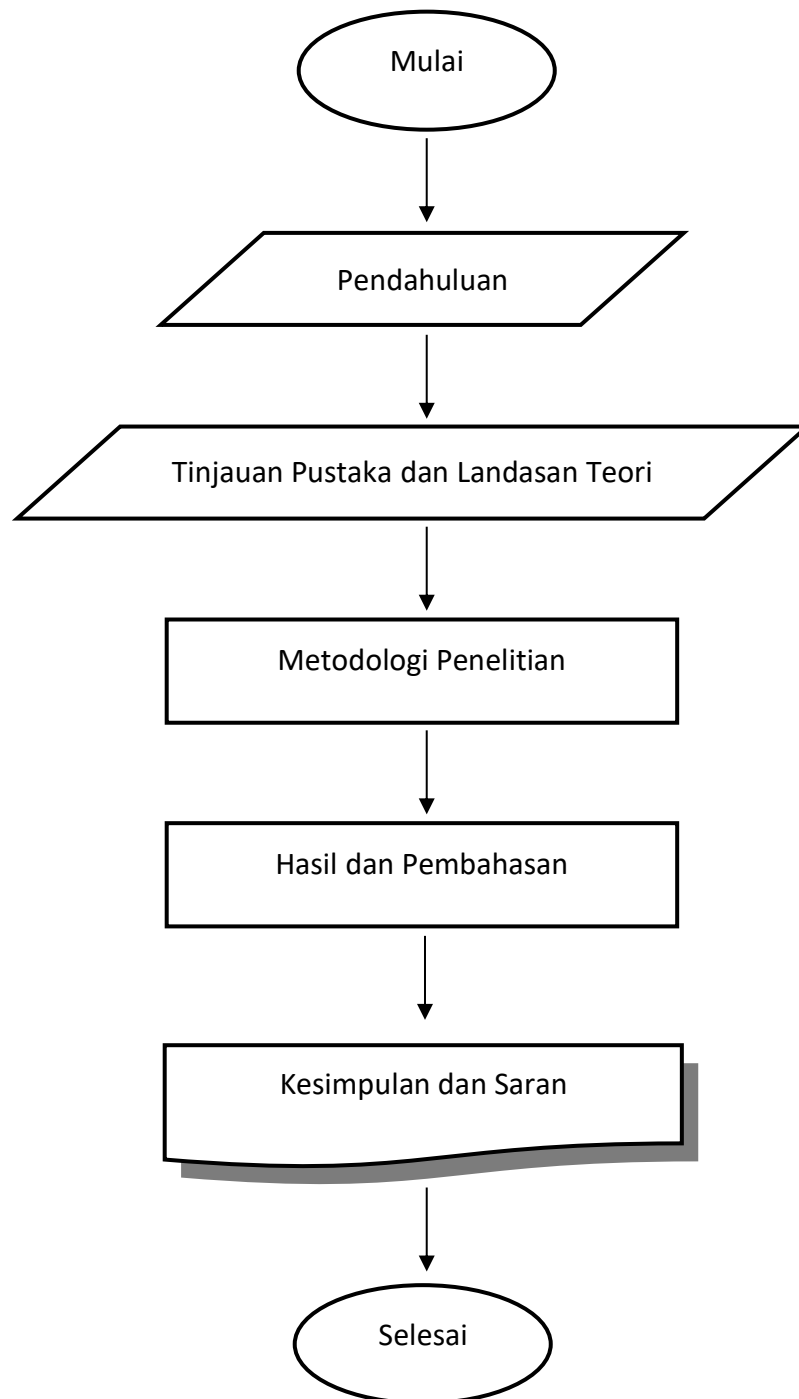 Mulai
Pendahuluan
Tinjauan Pustaka dan Landasan Teori
Metodologi Penelitian
Hasil dan Pembahasan
Kesimpulan dan Saran
Selesai